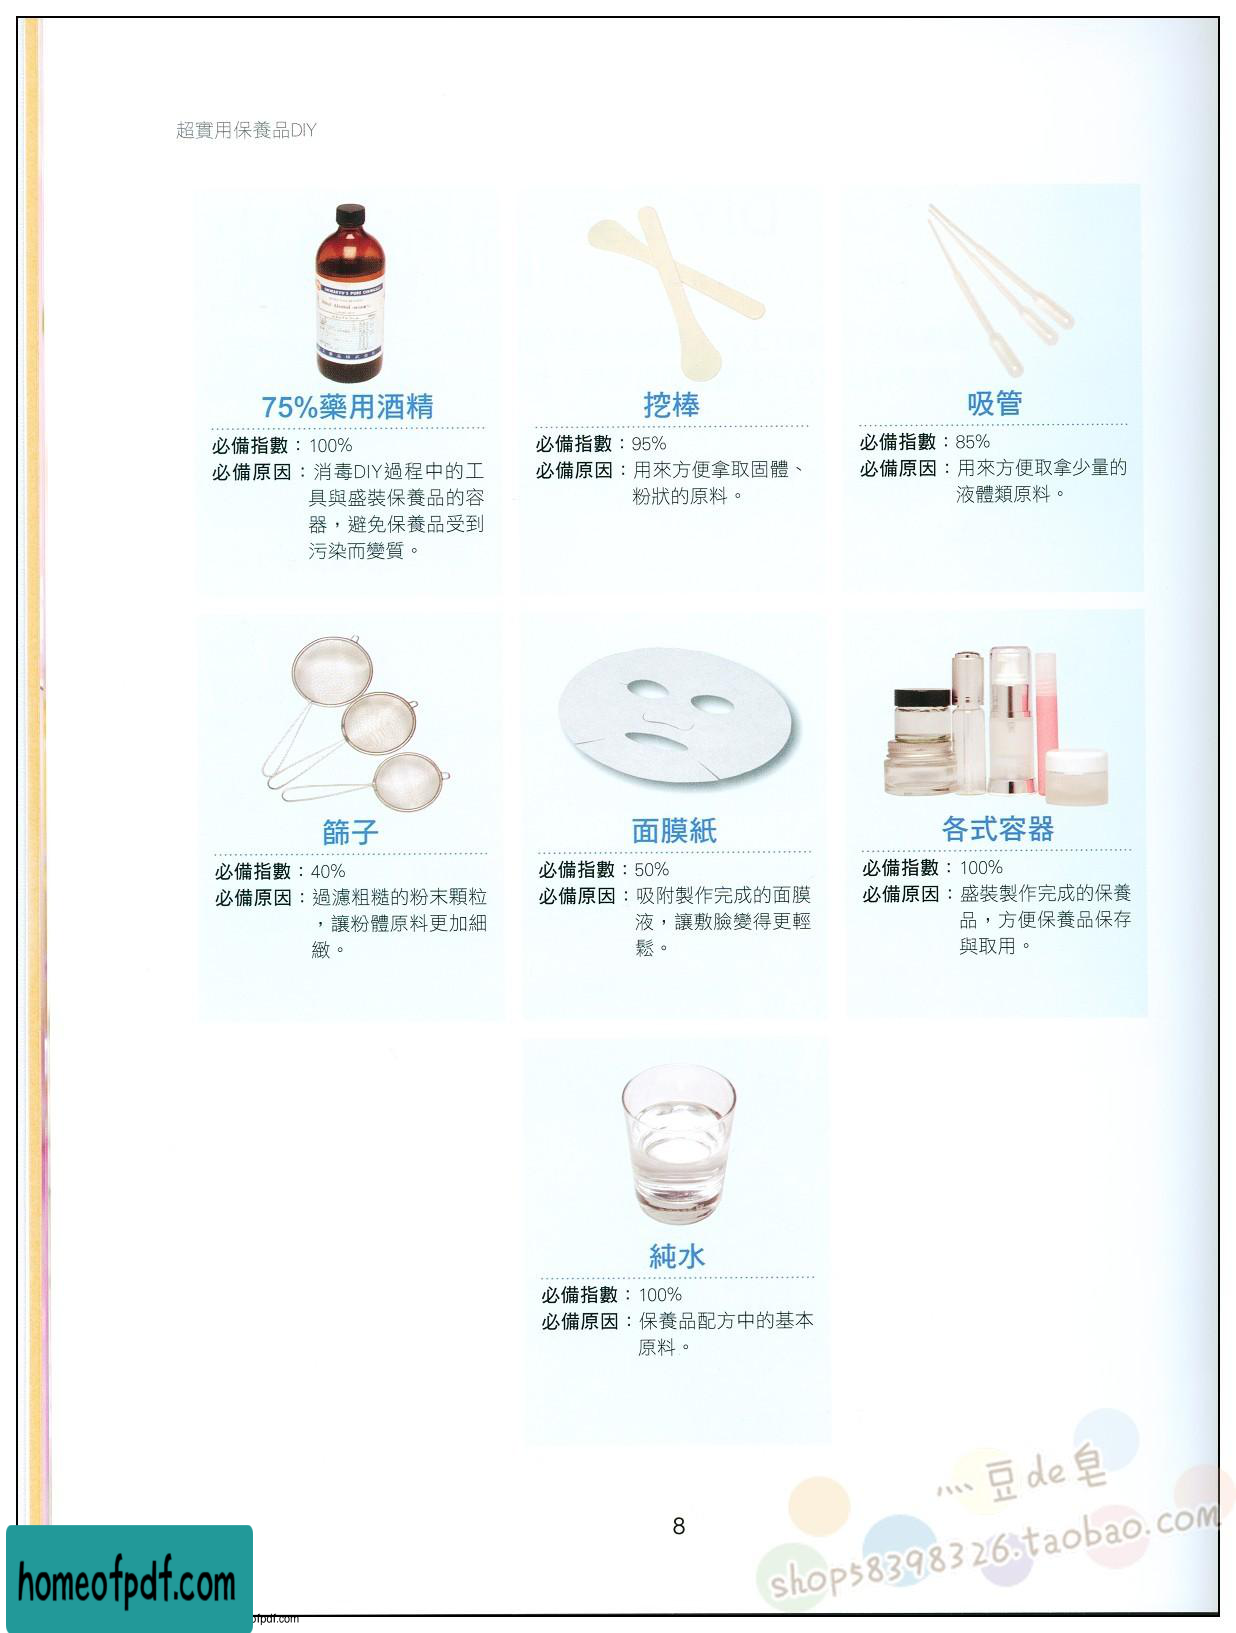 超實用保養品DIY
75%藥用酒精
必備指數：100%
必備原因：消毒DIY過程中的工
具與盛裝保養品的容
器，避免保養品受到
污染而變質。
挖棒
必備指數：95%
必備原因：用來方便拿取固體、
粉狀的原料。
吸管
必備指數：85%
必備原因：用來方便取拿少量的
液體類原料。
篩子
必備指數：40%
必備原因：過濾粗糙的粉末顆粒
，讓粉體原料更加細
緻。
面膜紙
必備指數：50%
必備原因：吸附製作完成的面膜
液，讓敷臉變得更輕
鬆。
各式容器
必備指數：100%
必備原因：盛裝製作完成的保養
品，方便保養品保存
與取用。
純水
必備指數：100%
必備原因：保養品配方中的基本
原料。
8
灬豆de皂
shop58398326.taobao.com
homeofpdf.com
ofpdf.com